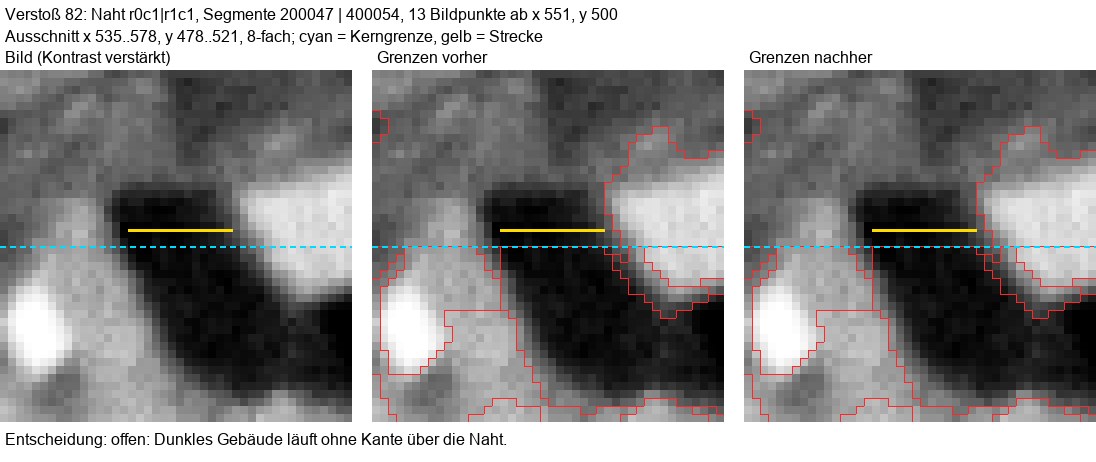 Verstoß 82: Naht r0c1|r1c1, Segmente 200047 | 400054, 13 Bildpunkte ab x 551, y 500
Ausschnitt x 535..578, y 478..521, 8-fach; cyan = Kerngrenze, gelb = Strecke
Bild (Kontrast verstärkt)
Grenzen vorher
Grenzen nachher
Entscheidung: offen: Dunkles Gebäude läuft ohne Kante über die Naht.